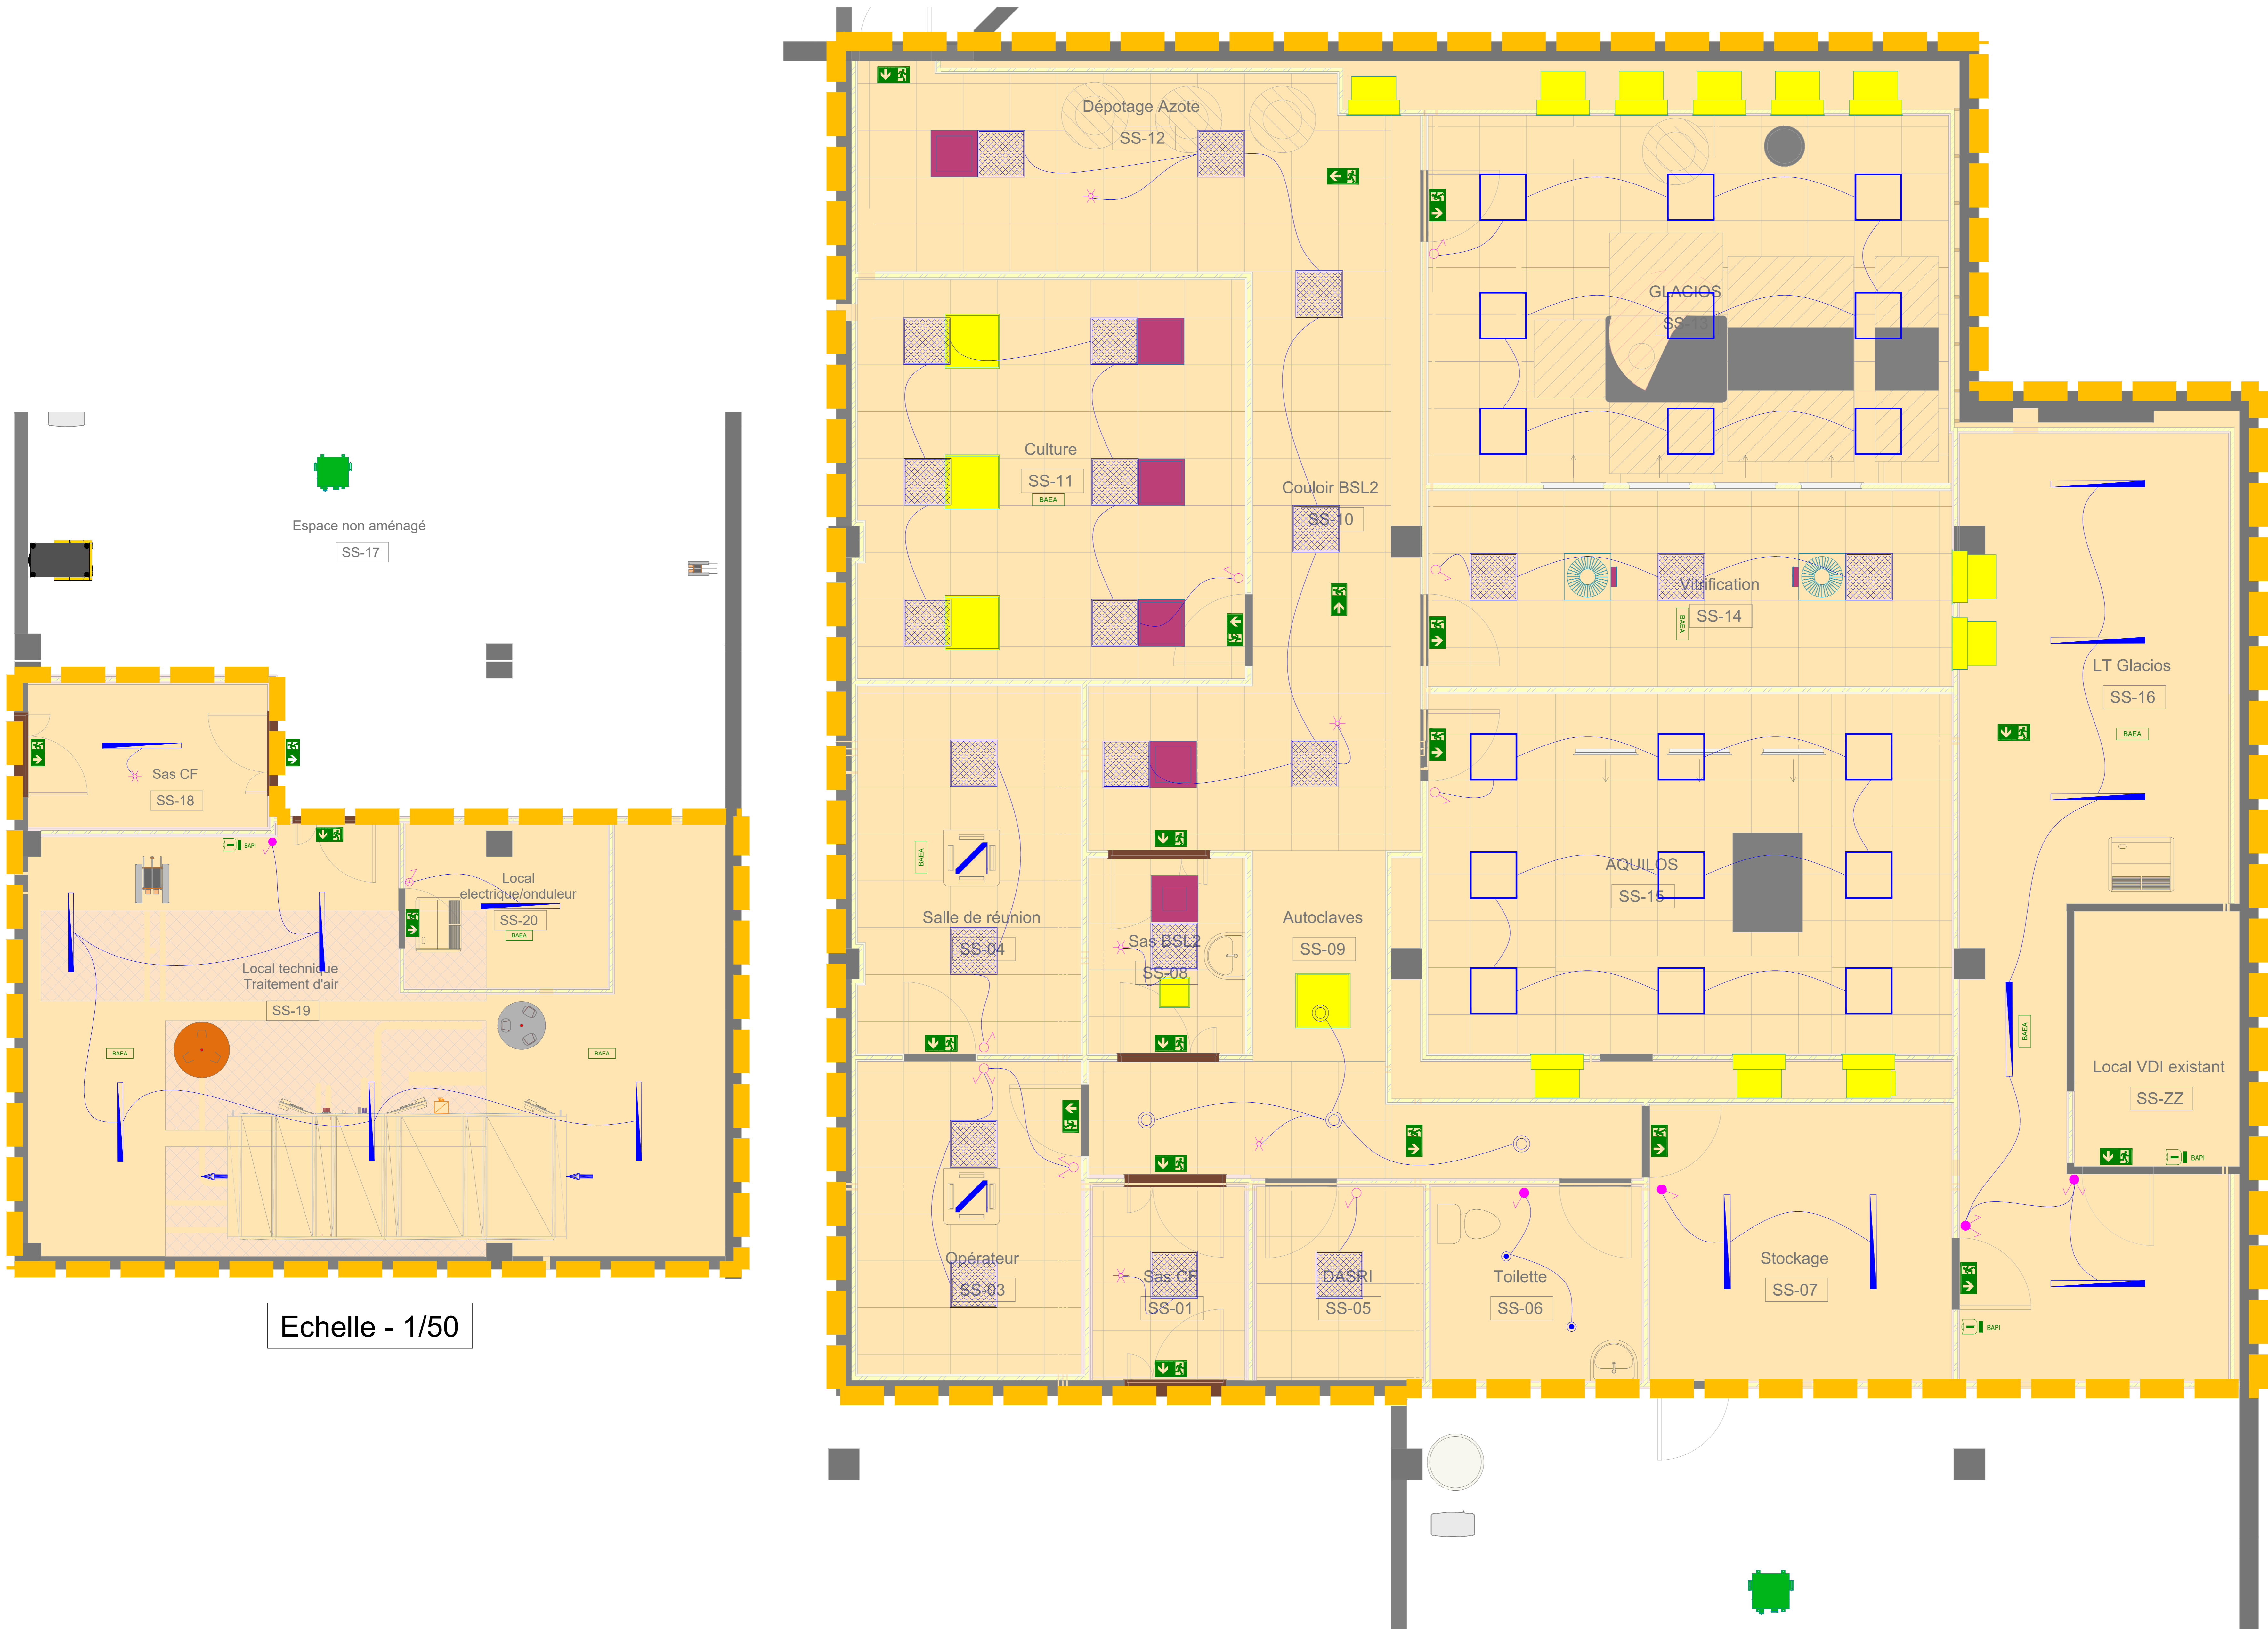 Espace non aménagé
SS-17
Sas CF
SS-18
BAPI
Local
electrique/onduleur
SS-20
BAEA
Local technique
Traitement d'air
SS-19
BAEA
BAEA
Echelle - 1/50
Dépotage Azote
SS-12
GLACIOS
SS-13
Culture
SS-11
BAEA
Couloir BSL2
SS-10
Vitrification
SS-14
BAEA
LT Glacios
SS-16
BAEA
BAEA
Salle de réunion
SS-04
Sas BSL2
SS-08
Autoclaves
SS-09
AQUILOS
SS-15
BAEA
Local VDI existant
SS-ZZ
BAPI
Opérateur
SS-03
Sas CF
SS-01
DASRI
SS-05
Toilette
SS-06
Stockage
SS-07
BAPI